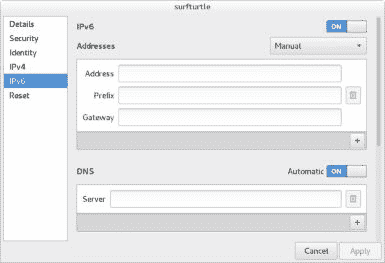 surfturtle
Details
Security
Identity
IPv4
IPv6
Reset
IPv6 ON
Addresses Manual
Address
Prefix
Gateway
+
DNS Automatic ON
Server
+
Cancel Apply